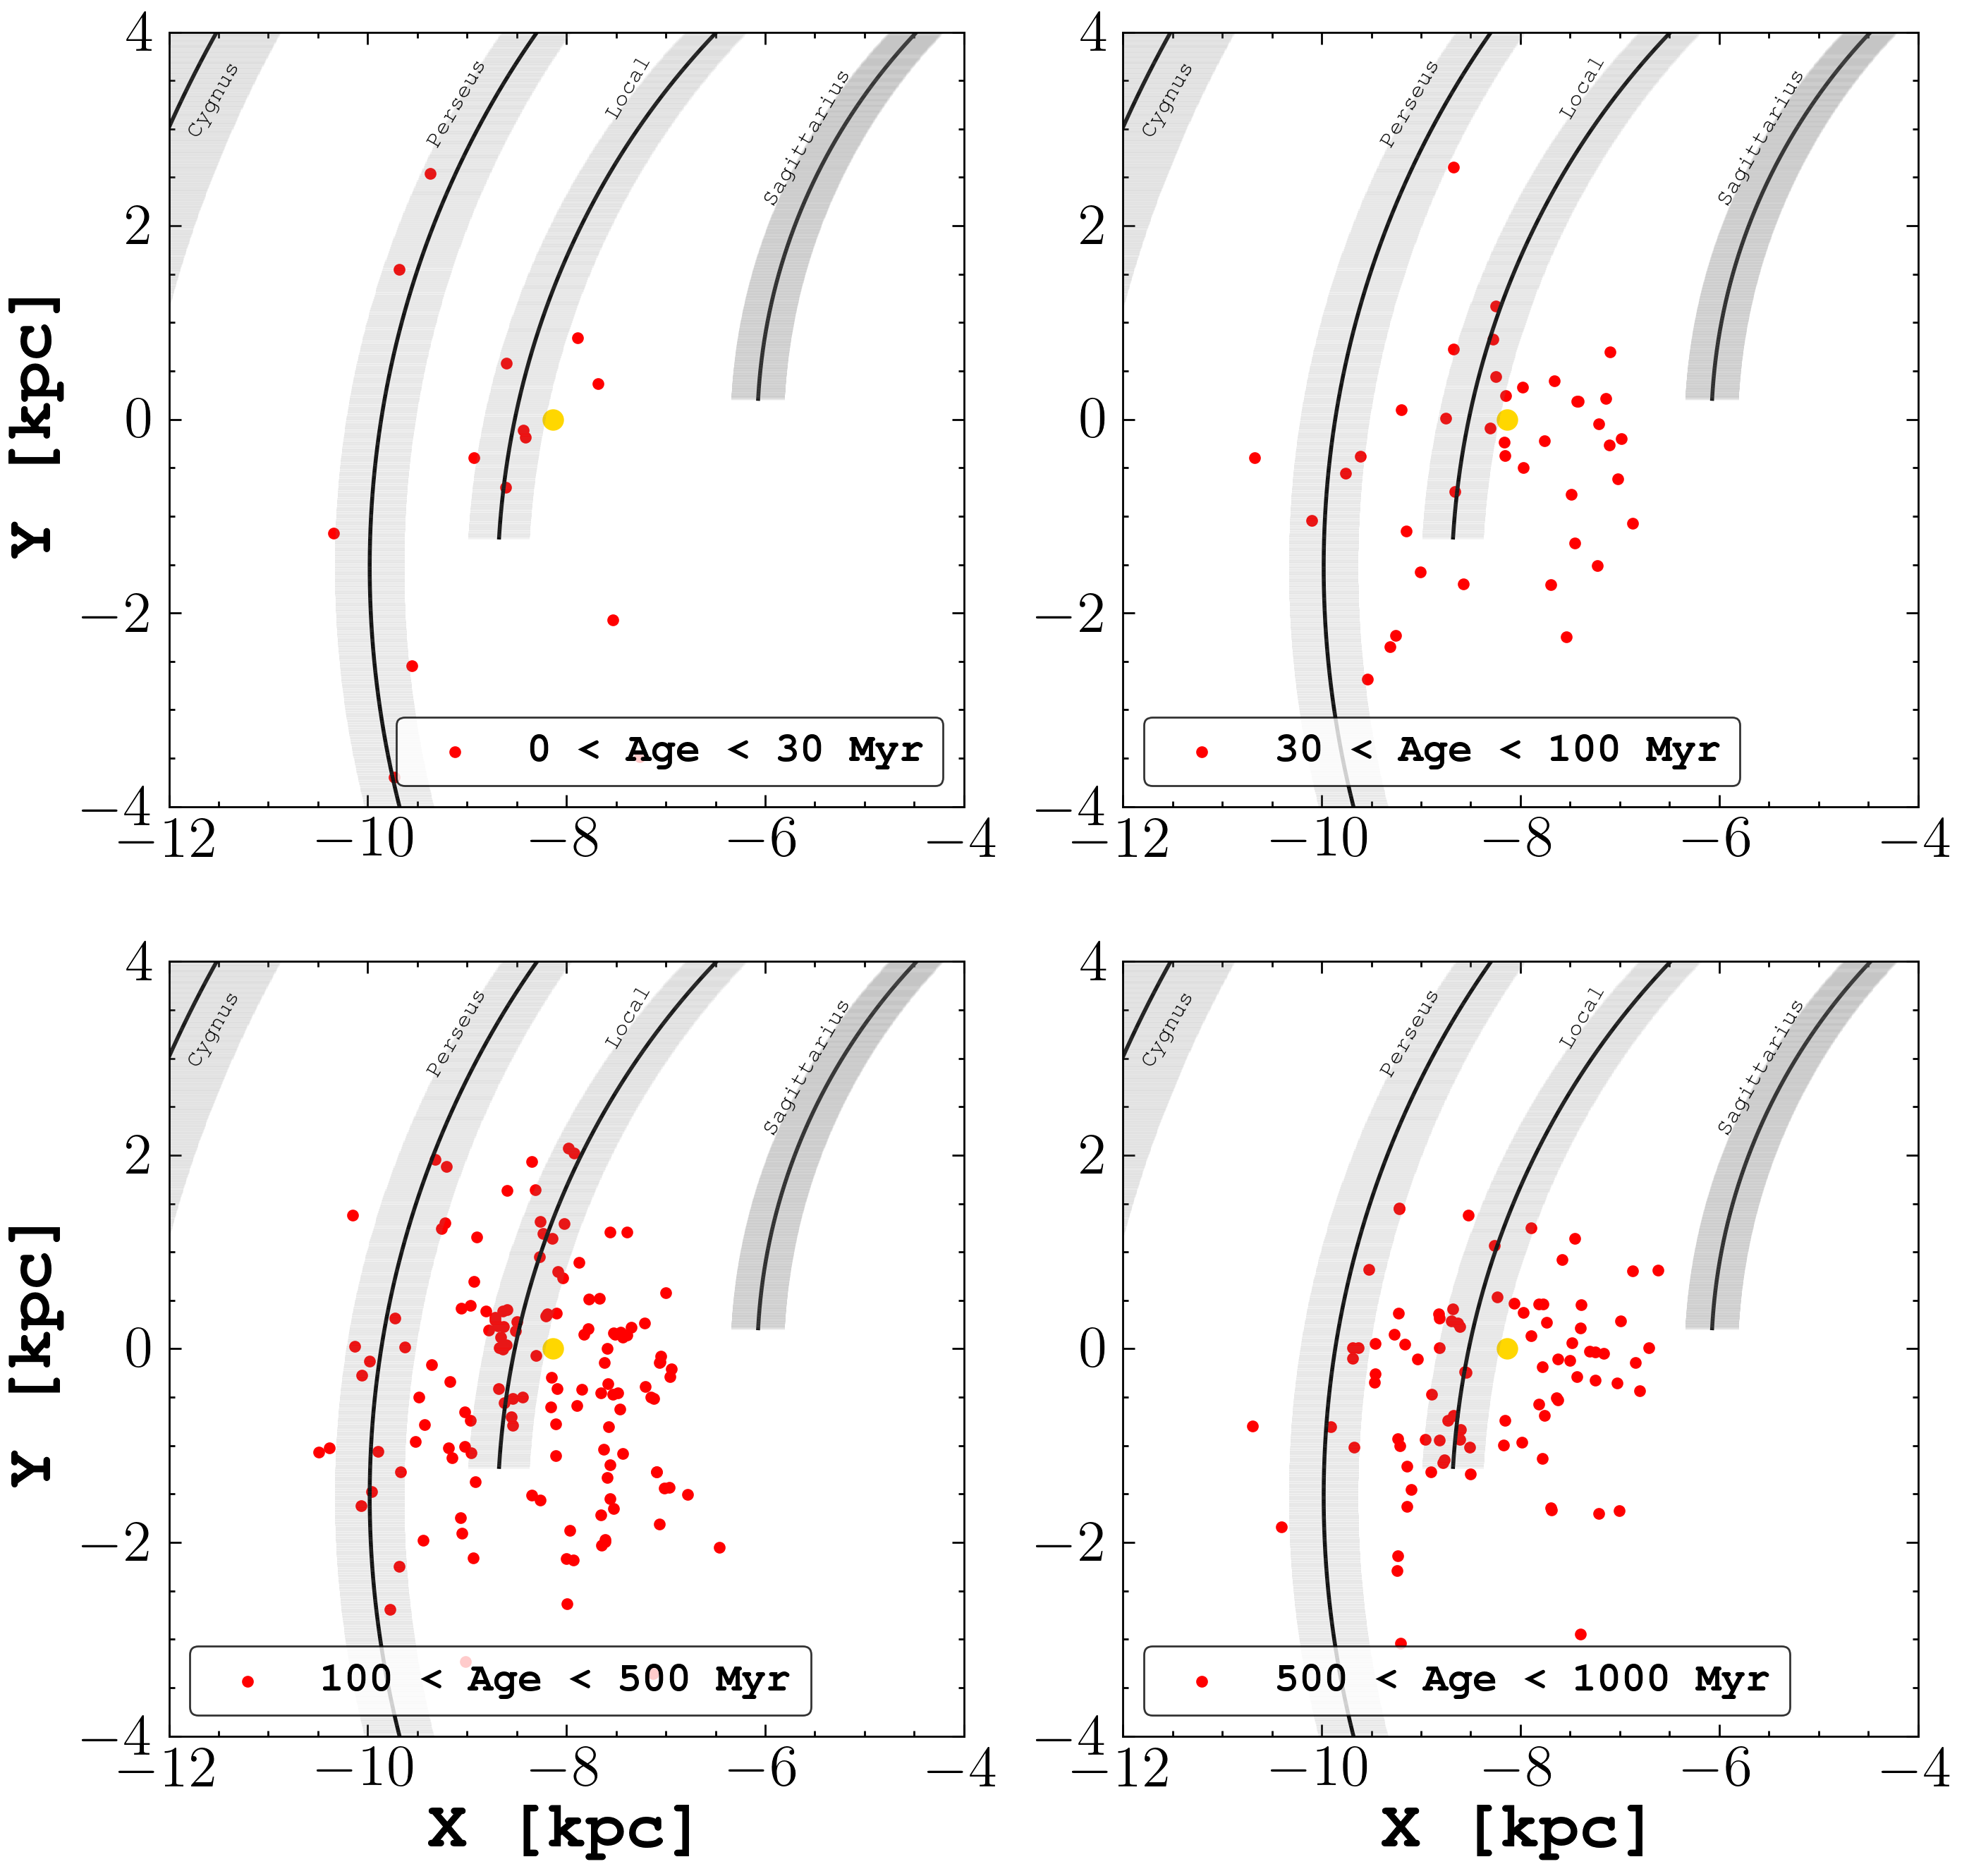 4
2
0
−2
−4
Y [kpc]
Cygnus
Perseus
Local
Sagittarius
0 < Age < 30 Myr
−12
−10
−8
−6
−4
4
2
0
−2
−4
Cygnus
Perseus
Local
Sagittarius
30 < Age < 100 Myr
−12
−10
−8
−6
−4
4
2
0
−2
−4
Y [kpc]
Cygnus
Perseus
Local
Sagittarius
100 < Age < 500 Myr
−12
−10
−8
−6
−4
X [kpc]
4
2
0
−2
−4
Cygnus
Perseus
Local
Sagittarius
500 < Age < 1000 Myr
−12
−10
−8
−6
−4
X [kpc]